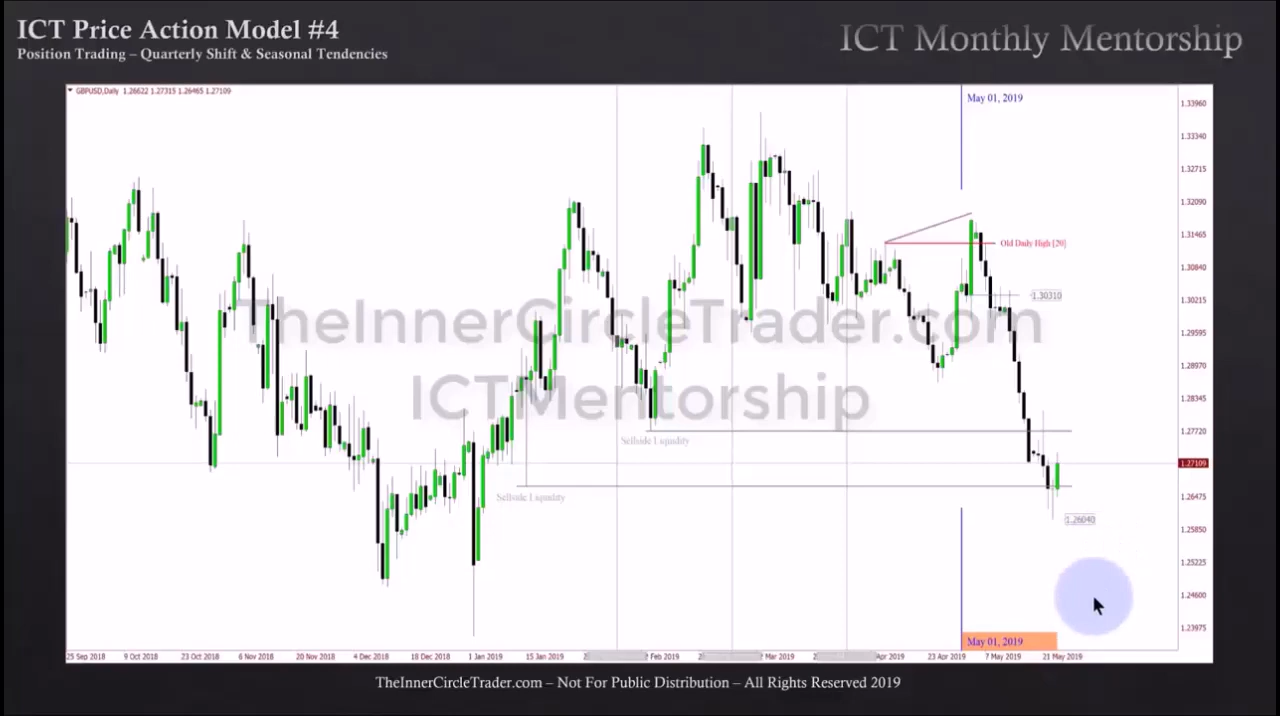 ICT Price Action Model #4
ICT Monthly Mentorship
Position Trading – Quarterly Shift & Seasonal Tendencies
GBPUSD,Daily 1.26622 1.27315 1.26465 1.27109
May 01, 2019
1.33960
1.33340
1.32715
1.32090
1.31465
Old Daily High [20]
1.30840
1.30310
1.30215
TheInnerCircleTrader.com
1.29595
1.28970
ICTMentorship
1.28345
1.27720
Sellside Liquidity
1.27109
Sellside Liquidity
1.26475
1.26040
1.25850
1.25225
1.24600
1.23975
May 01, 2019
25 Sep 2018 9 Oct 2018 23 Oct 2018 6 Nov 2018 20 Nov 2018 4 Dec 2018 18 Dec 2018 1 Jan 2019 15 Jan 2019 Feb 2019 Mar 2019 Apr 2019 23 Apr 2019 7 May 2019 21 May 2019
TheInnerCircleTrader.com – Not For Public Distribution – All Rights Reserved 2019